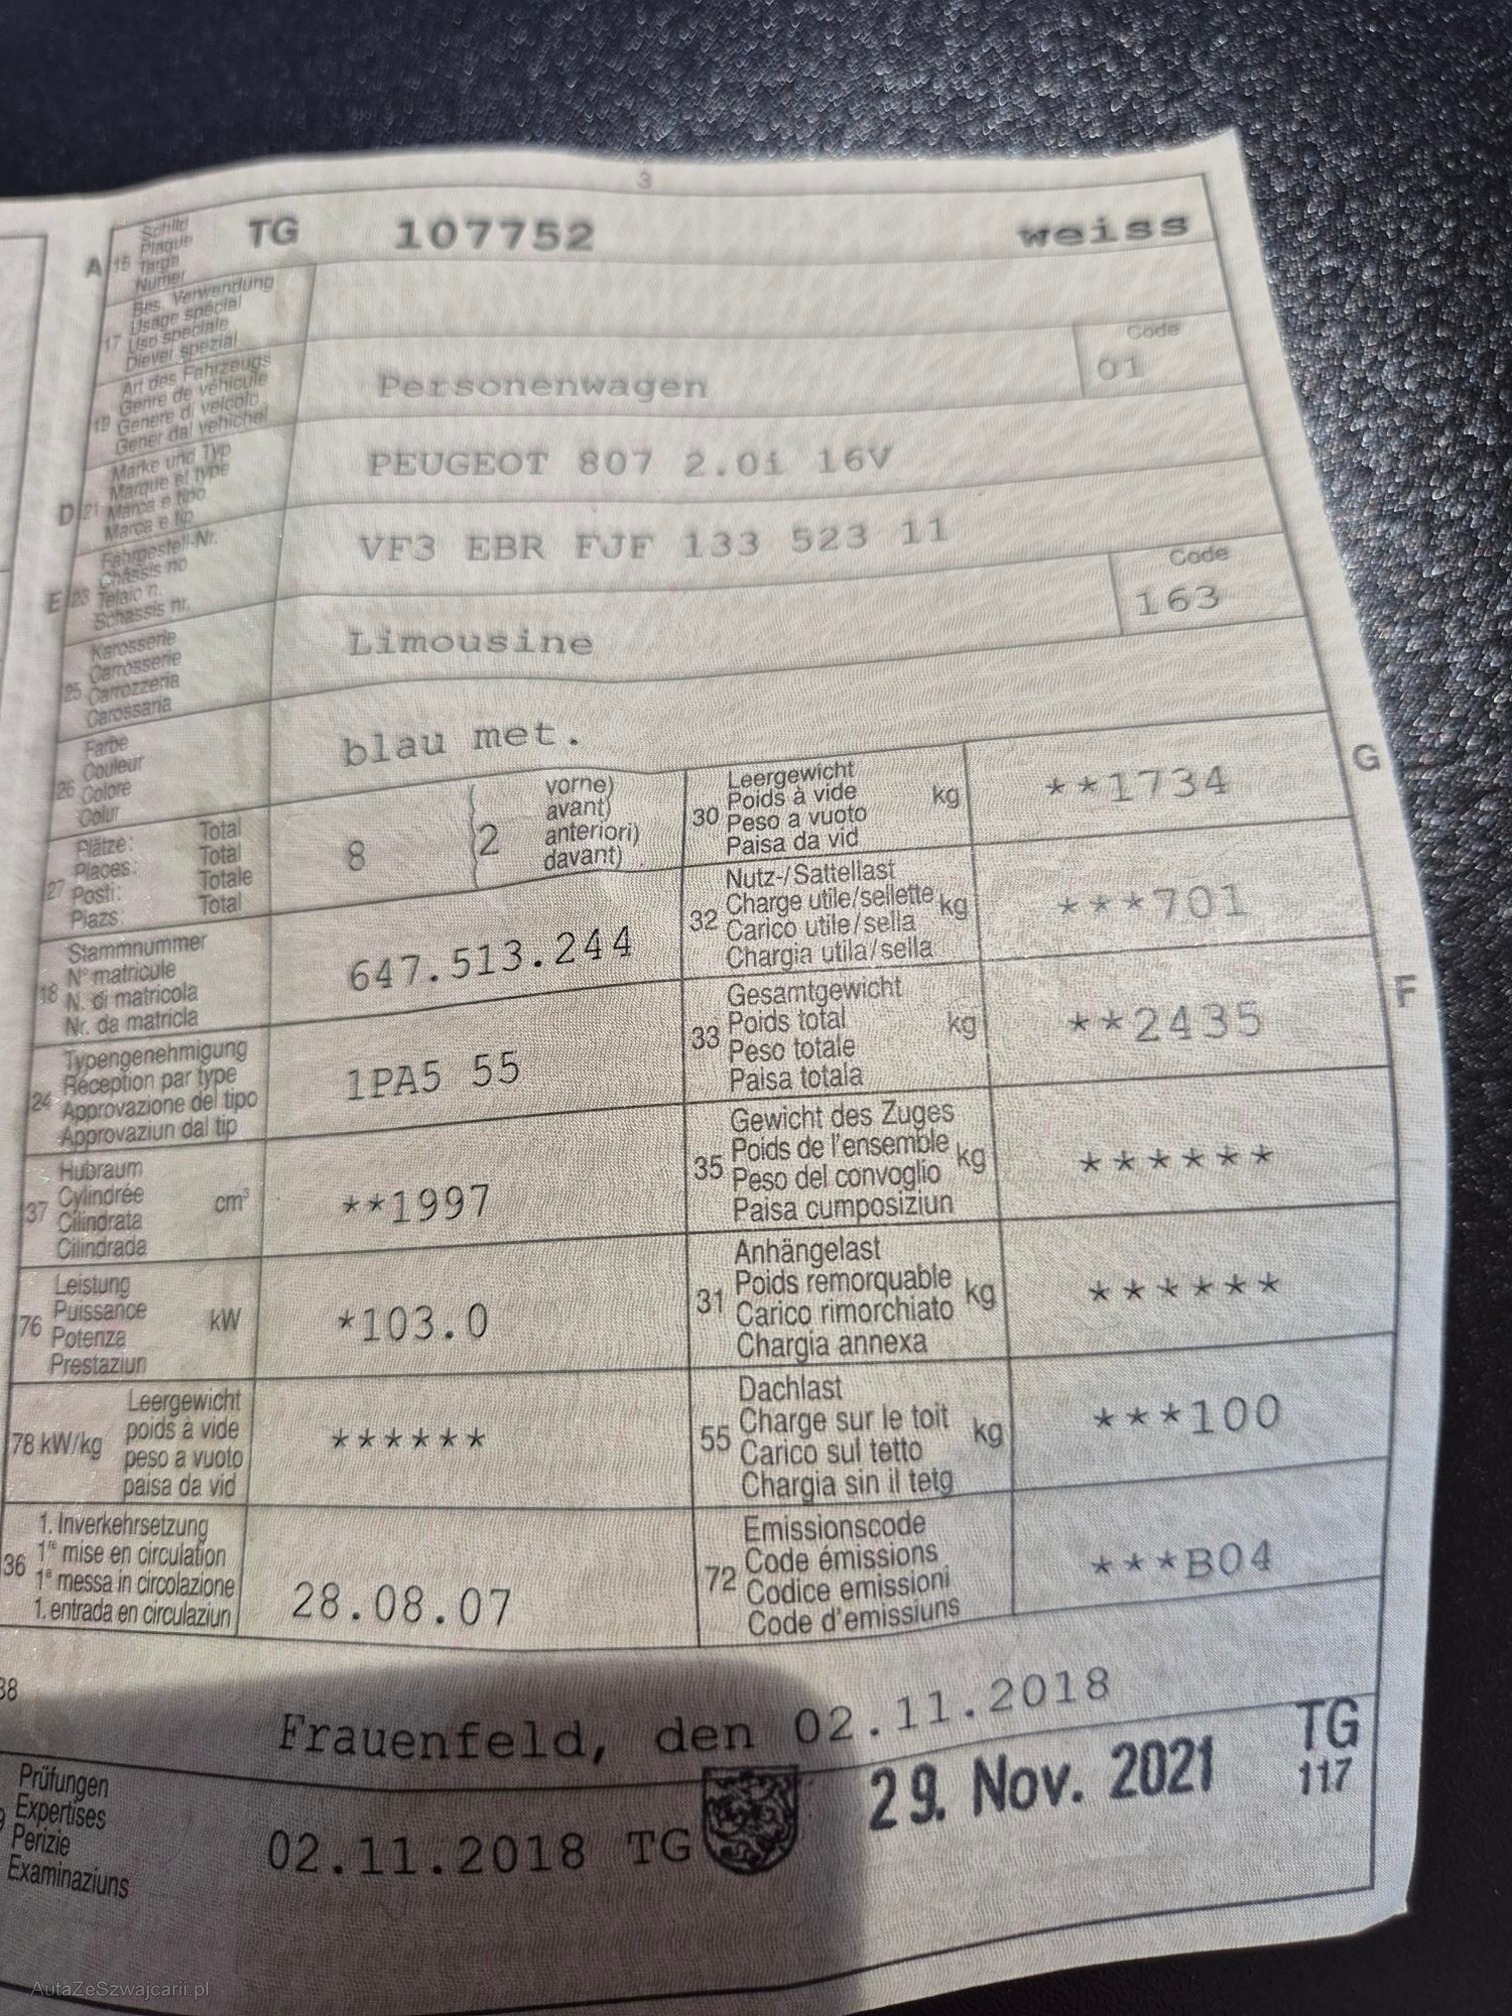 3
A 15 Schild Plaque Targa Numer TG 107752 weiss
17 Bes. Verwendung Usage spécial Uso speciale Diever spezial
19 Art des Fahrzeugs Genre de véhicule Genere di veicolo Gener dal vehichel Personenwagen Code 01
D 21 Marke und Typ Marque et type Marca e tipo Marca e tip PEUGEOT 807 2.0i 16V
E 23 Fahrgestell-Nr. Châssis no Telaio n. Schassis nr. VF3 EBR FJF 133 523 11
25 Karosserie Carrosserie Carrozzeria Carossaria Limousine Code 163
26 Farbe Couleur Colore Colur blau met.
27 Plätze: Total Places: Total Posti: Totale Plazs: Total 8 2 vorne) avant) anteriori) davant)
30 Leergewicht Poids à vide Peso a vuoto Paisa da vid kg **1734 G
18 Stammnummer N° matricule N. di matricola Nr. da matricla 647.513.244
32 Nutz-/Sattellast Charge utile/sellette Carico utile/sella Chargia utila/sella kg ***701
24 Typengenehmigung Réception par type Approvazione del tipo Approvaziun dal tip 1PA5 55
33 Gesamtgewicht Poids total Peso totale Paisa totala kg **2435 F
37 Hubraum Cylindrée Cilindrata Cilindrada cm³ **1997
35 Gewicht des Zuges Poids de l'ensemble Peso del convoglio Paisa cumposiziun kg ******
76 Leistung Puissance Potenza Prestaziun kW *103.0
31 Anhängelast Poids remorquable Carico rimorchiato Chargia annexa kg ******
78 kW/kg Leergewicht poids à vide peso a vuoto paisa da vid ******
55 Dachlast Charge sur le toit Carico sul tetto Chargia sin il tetg kg ***100
36 1. Inverkehrsetzung 1re mise en circulation 1a messa in circolazione 1. entrada en circulaziun 28.08.07
72 Emissionscode Code émissions Codice emissioni Code d'emissiuns ***B04
38 Frauenfeld, den 02.11.2018
Prüfungen Expertises Perizie Examinaziuns 02.11.2018 TG 29. Nov. 2021 TG 117
AutaZeSzwajcarii.pl